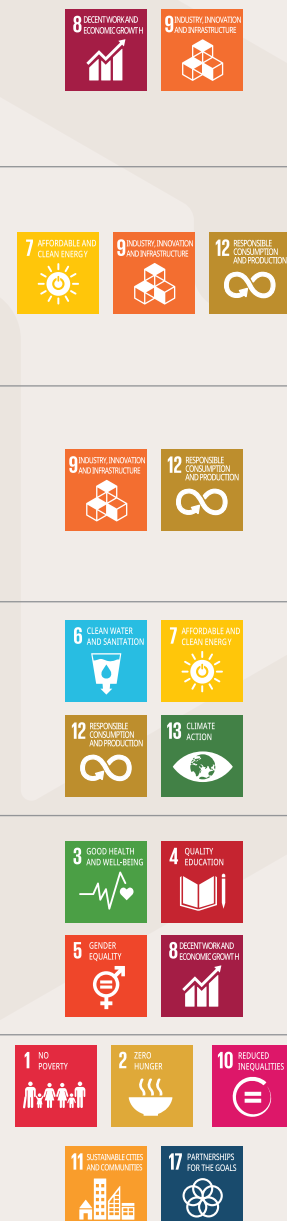 8 DECENT WORK AND
ECONOMIC GROWTH
9 INDUSTRY, INNOVATION
AND INFRASTRUCTURE
7 AFFORDABLE AND
CLEAN ENERGY
9 INDUSTRY, INNOVATION
AND INFRASTRUCTURE
12 RESPONSIBLE
CONSUMPTION
AND PRODUCTION
9 INDUSTRY, INNOVATION
AND INFRASTRUCTURE
12 RESPONSIBLE
CONSUMPTION
AND PRODUCTION
6 CLEAN WATER
AND SANITATION
7 AFFORDABLE AND
CLEAN ENERGY
12 RESPONSIBLE
CONSUMPTION
AND PRODUCTION
13 CLIMATE
ACTION
3 GOOD HEALTH
AND WELL-BEING
4 QUALITY
EDUCATION
5 GENDER
EQUALITY
8 DECENT WORK AND
ECONOMIC GROWTH
1 NO
POVERTY
2 ZERO
HUNGER
10 REDUCED
INEQUALITIES
11 SUSTAINABLE CITIES
AND COMMUNITIES
17 PARTNERSHIPS
FOR THE GOALS